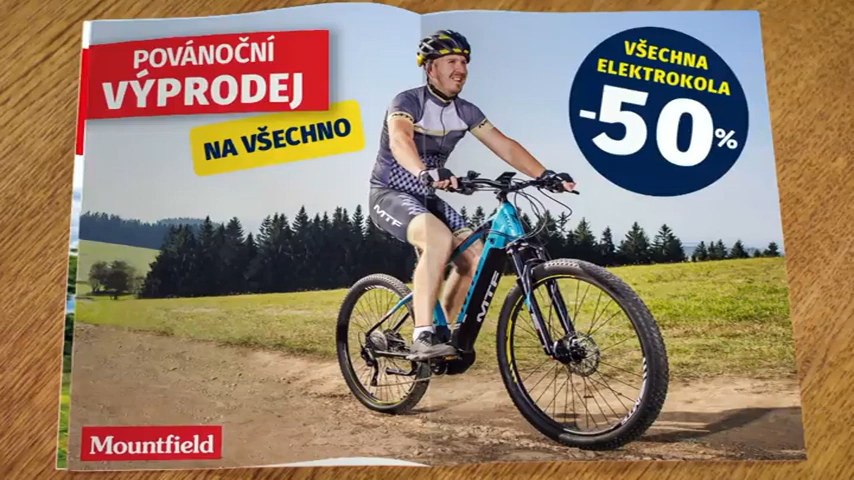 POVÁNOČNÍ
VÝPRODEJ
NA VŠECHNO
VŠECHNA
ELEKTROKOLA
-50%
MTF
MTF
Mountfield